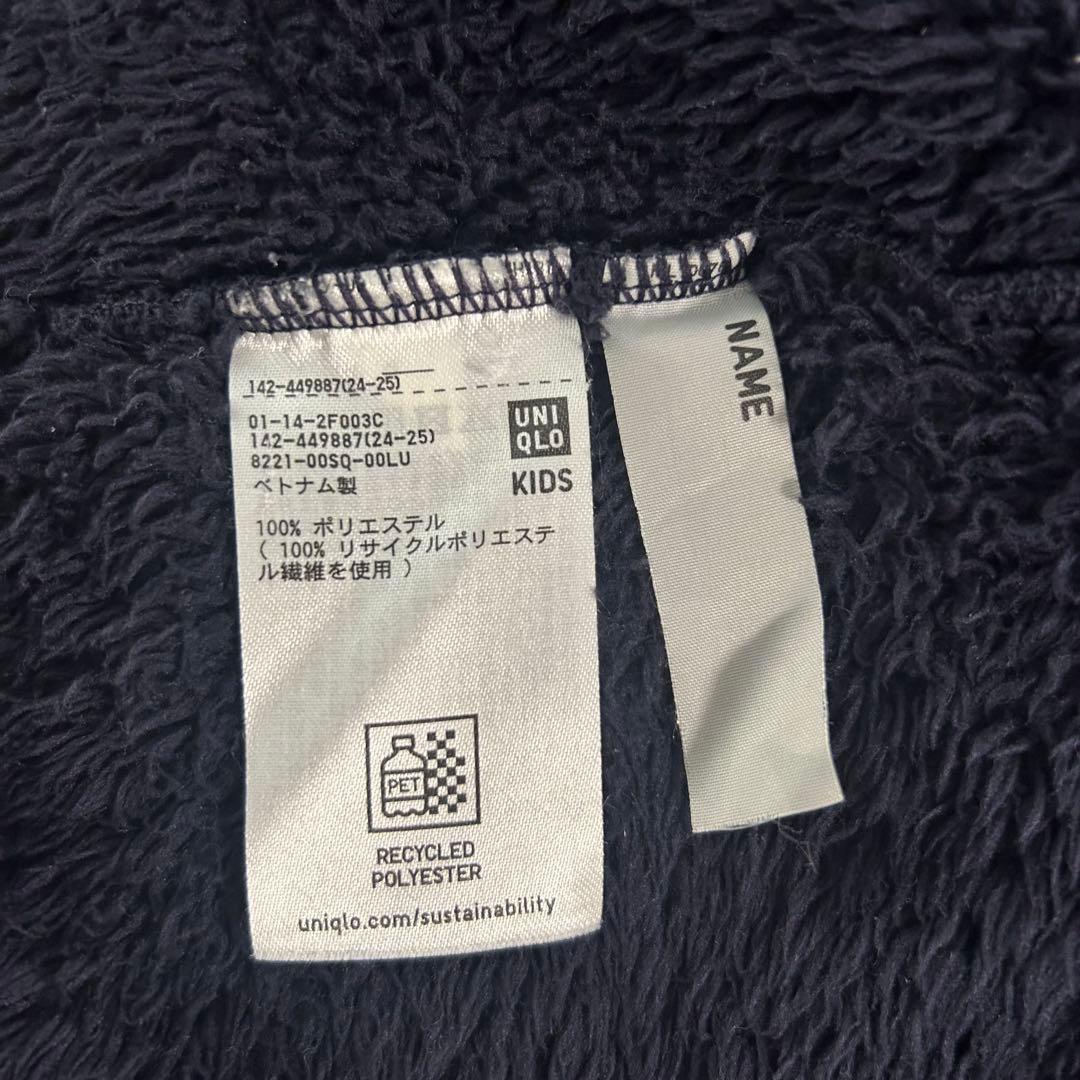 142-449887(24-25)
01-14-2F003C
142-449887(24-25)
8221-00SQ-00LU
ベトナム製
UNI
QLO
KIDS
100% ポリエステル
( 100% リサイクルポリエステ
ル繊維を使用 )
PET
RECYCLED
POLYESTER
uniqlo.com/sustainability
NAME